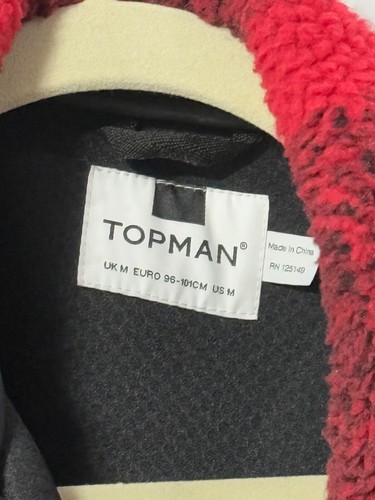 TOPMAN®
UK M EURO 96-101CM US M
Made in China
RN 125149